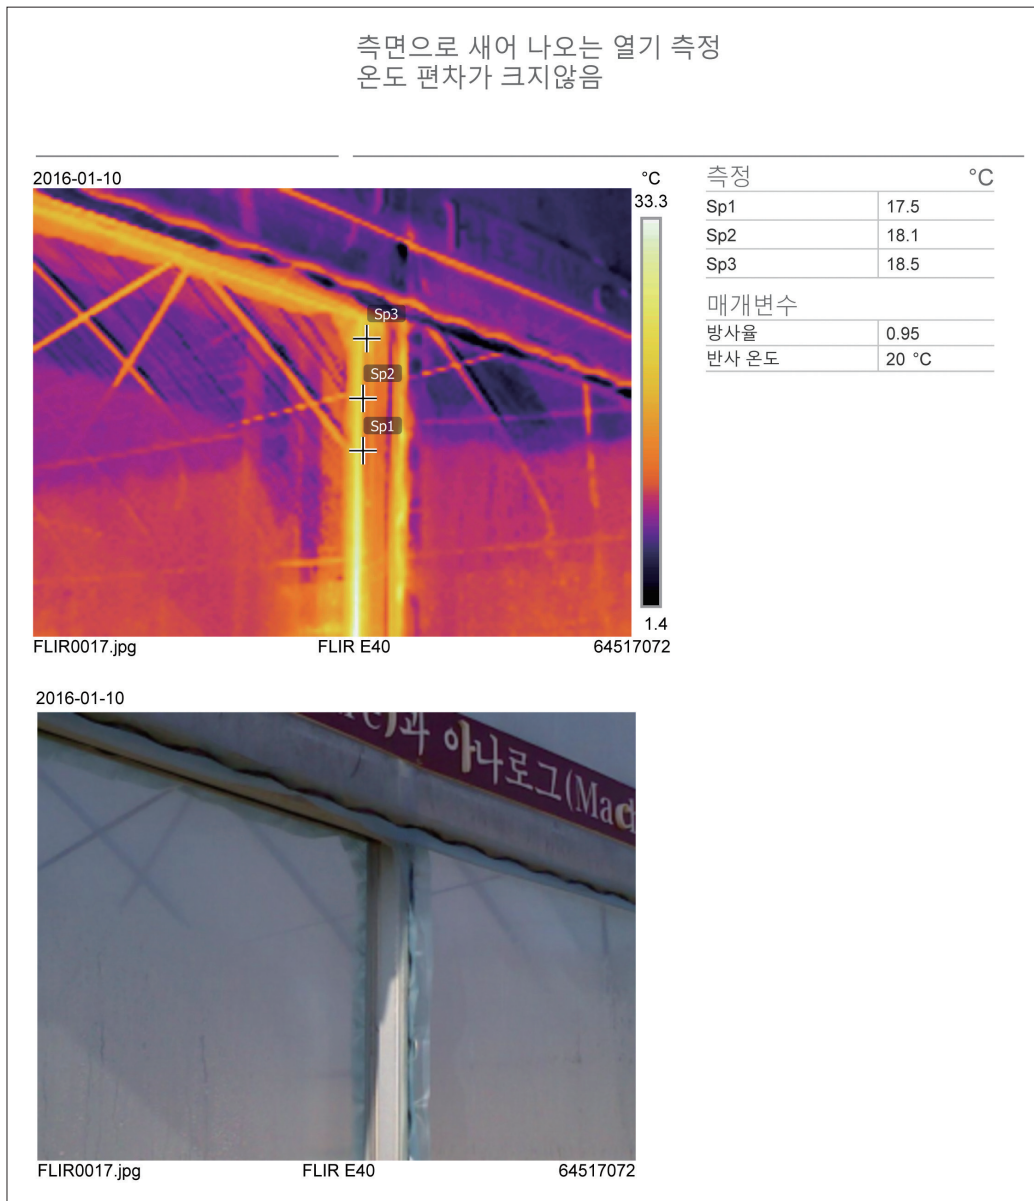 측면으로 새어 나오는 열기 측정
온도 편차가 크지않음
2016-01-10
°C
33.3
Sp3
Sp2
Sp1
1.4
FLIR0017.jpg FLIR E40 64517072
측정 °C
Sp1 17.5
Sp2 18.1
Sp3 18.5
매개변수
방사율 0.95
반사 온도 20 °C
2016-01-10
)과 아나로그(Mach
FLIR0017.jpg FLIR E40 64517072